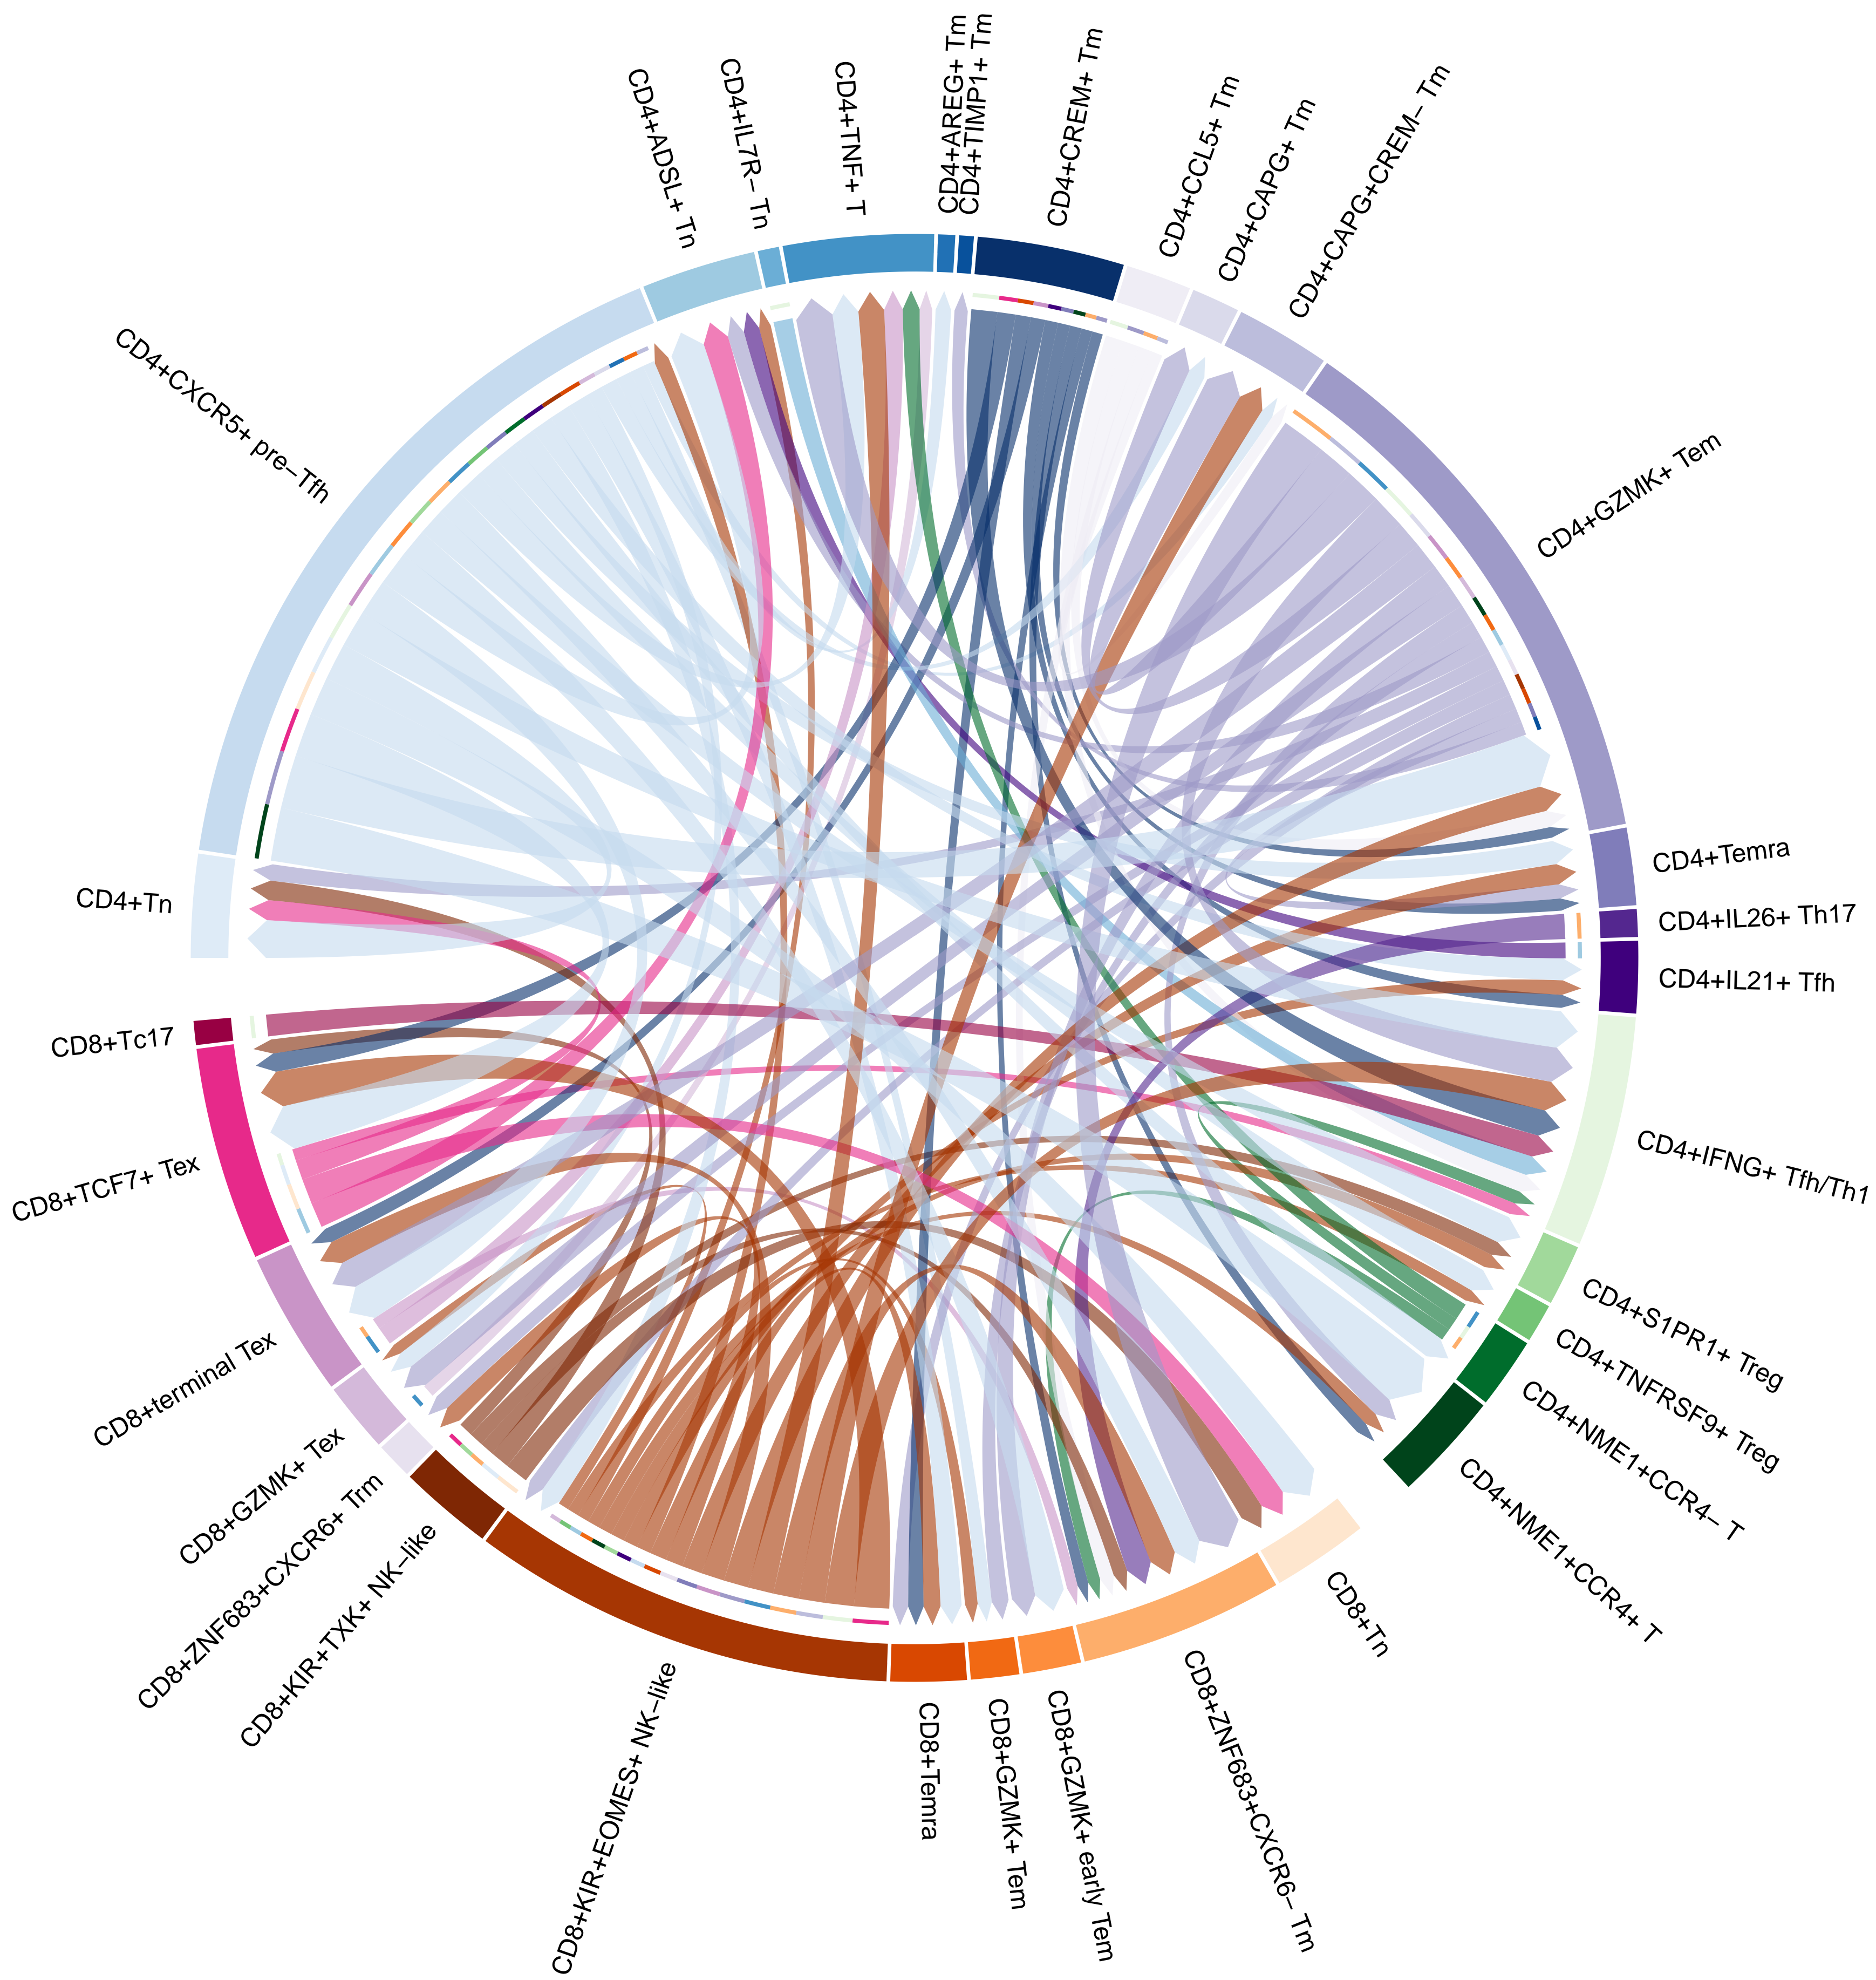 CD4+Tn
CD4+CXCR5+ pre−Tfh
CD4+ADSL+ Tn
CD4+IL7R− Tn
CD4+TNF+ T
CD4+AREG+ Tm
CD4+TIMP1+ Tm
CD4+CREM+ Tm
CD4+CCL5+ Tm
CD4+CAPG+ Tm
CD4+CAPG+CREM− Tm
CD4+GZMK+ Tem
CD4+Temra
CD4+IL26+ Th17
CD4+IL21+ Tfh
CD4+IFNG+ Tfh/Th1
CD4+S1PR1+ Treg
CD4+TNFRSF9+ Treg
CD4+NME1+CCR4− T
CD4+NME1+CCR4+ T
CD8+Tn
CD8+ZNF683+CXCR6− Tm
CD8+GZMK+ early Tem
CD8+GZMK+ Tem
CD8+Temra
CD8+KIR+EOMES+ NK−like
CD8+KIR+TXK+ NK−like
CD8+ZNF683+CXCR6+ Trm
CD8+GZMK+ Tex
CD8+terminal Tex
CD8+TCF7+ Tex
CD8+Tc17